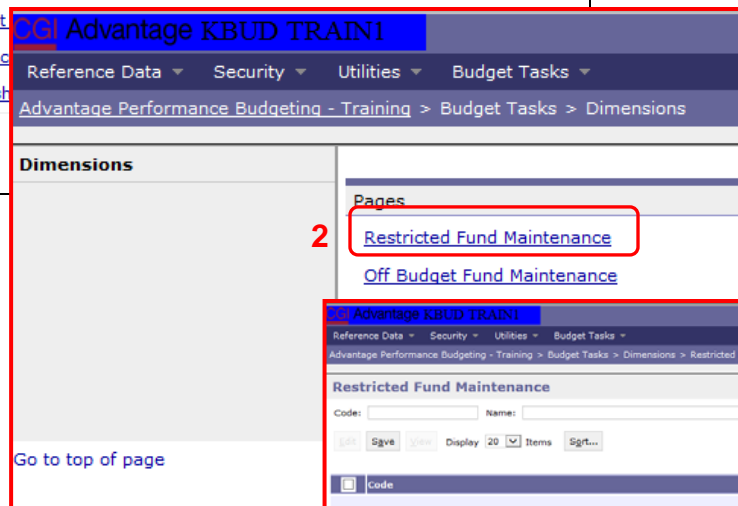 CGI Advantage KBUD TRAIN1
Reference Data Security Utilities Budget Tasks
Advantage Performance Budgeting - Training > Budget Tasks > Dimensions
Dimensions
Pages
2
Restricted Fund Maintenance
Off Budget Fund Maintenance
Go to top of page
CGI Advantage KBUD TRAIN1
Reference Data Security Utilities Budget Tasks
Advantage Performance Budgeting - Training > Budget Tasks > Dimensions > Restricted
Restricted Fund Maintenance
Code: Name:
Edit Save View Display 20 Items Sort...
Code